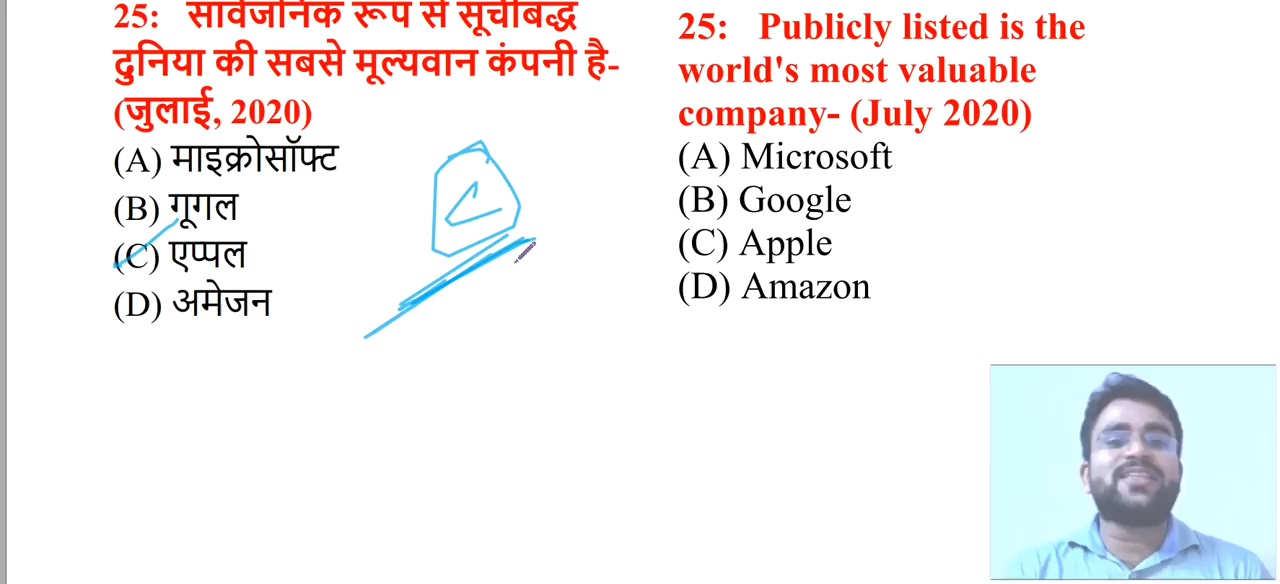 25: सार्वजनिक रूप से सूचीबद्ध
दुनिया की सबसे मूल्यवान कंपनी है-
(जुलाई, 2020)
(A) माइक्रोसॉफ्ट
(B) गूगल
(C) एप्पल
(D) अमेजन
C
25: Publicly listed is the
world's most valuable
company- (July 2020)
(A) Microsoft
(B) Google
(C) Apple
(D) Amazon